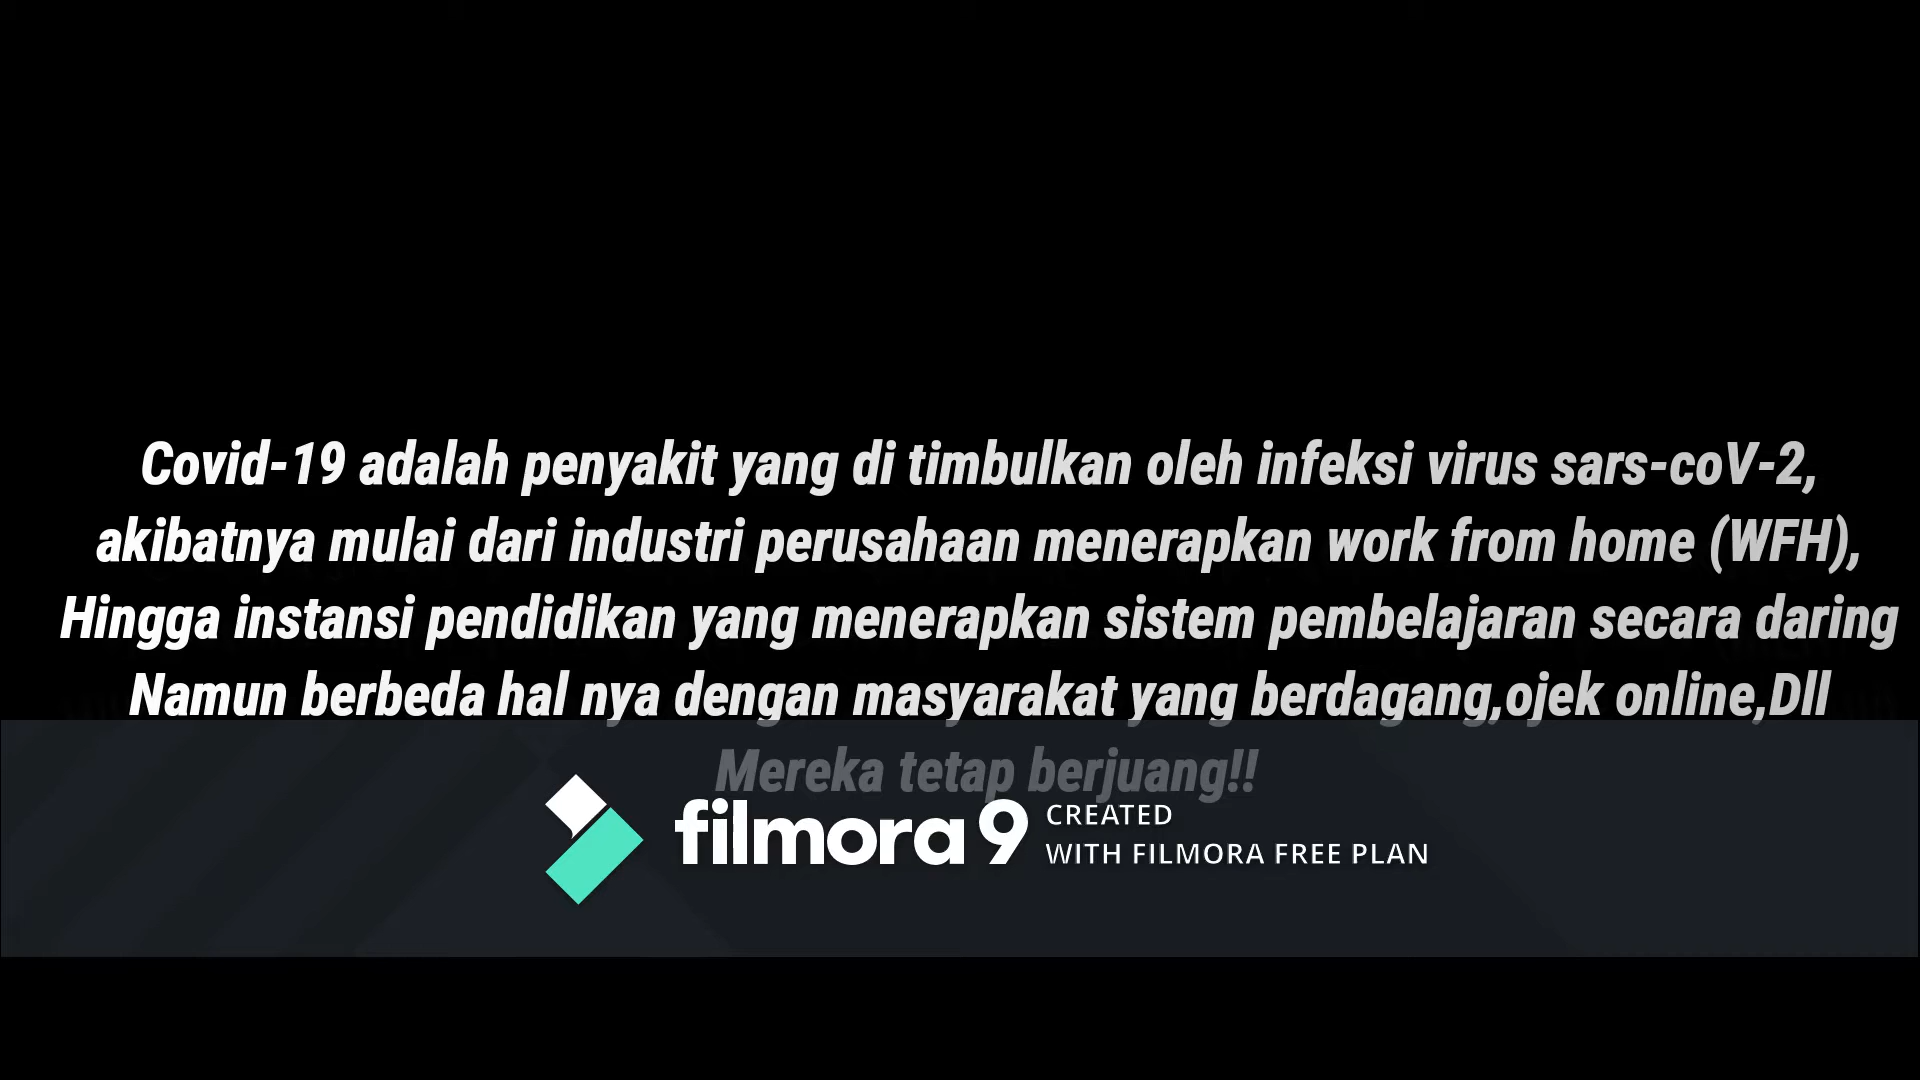 Covid-19 adalah penyakit yang di timbulkan oleh infeksi virus sars-coV-2,
akibatnya mulai dari industri perusahaan menerapkan work from home (WFH),
Hingga instansi pendidikan yang menerapkan sistem pembelajaran secara daring
Namun berbeda hal nya dengan masyarakat yang berdagang,ojek online,Dll
Mereka tetap berjuang!!
filmora 9
CREATED
WITH FILMORA FREE PLAN